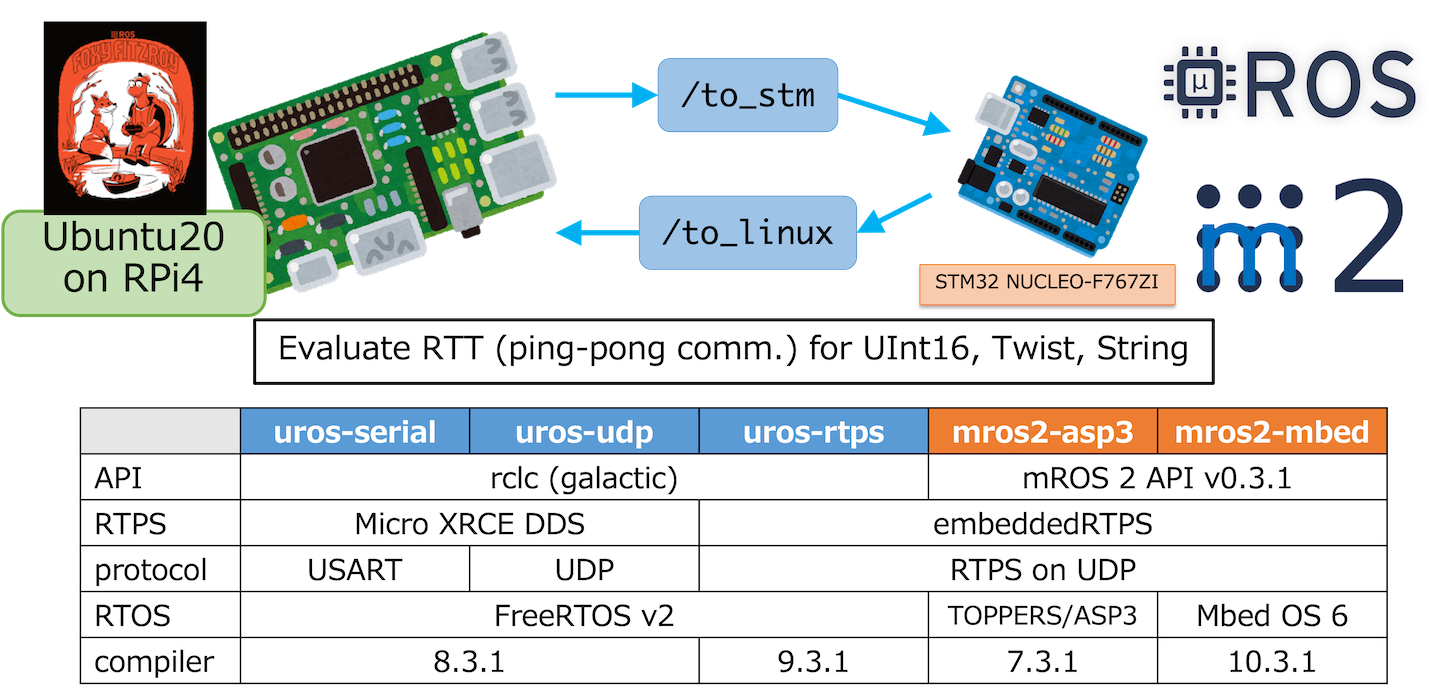 ROS
FOXY FITZROY
Ubuntu20
on RPi4
/to_stm
/to_linux
STM32 NUCLEO-F767ZI
μ ROS
m 2
Evaluate RTT (ping-pong comm.) for UInt16, Twist, String
uros-serial uros-udp uros-rtps mros2-asp3 mros2-mbed
API rclc (galactic) mROS 2 API v0.3.1
RTPS Micro XRCE DDS embeddedRTPS
protocol USART UDP RTPS on UDP
RTOS FreeRTOS v2 TOPPERS/ASP3 Mbed OS 6
compiler 8.3.1 9.3.1 7.3.1 10.3.1